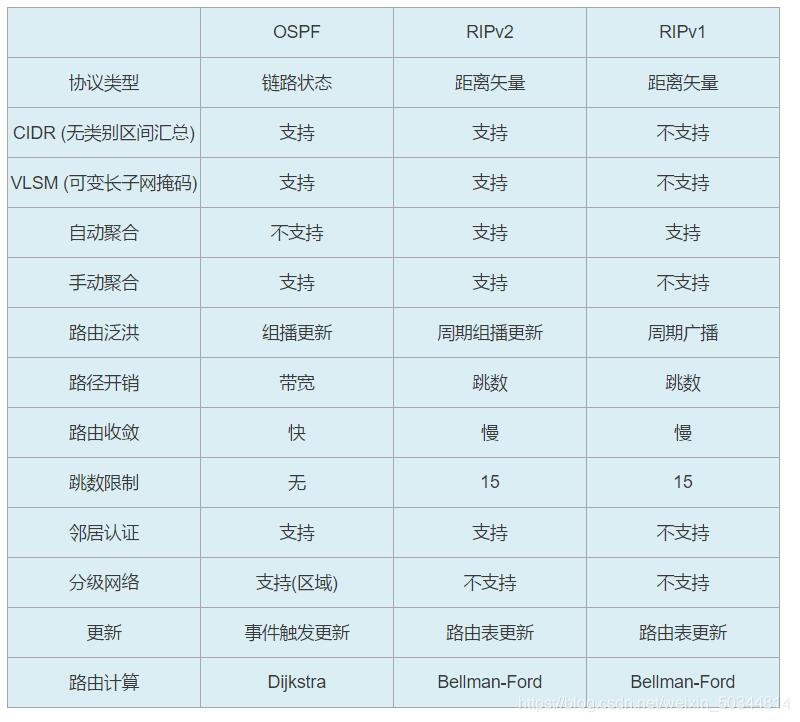 OSPF RIPv2 RIPv1
协议类型 链路状态 距离矢量 距离矢量
CIDR (无类别区间汇总) 支持 支持 不支持
VLSM (可变长子网掩码) 支持 支持 不支持
自动聚合 不支持 支持 支持
手动聚合 支持 支持 不支持
路由泛洪 组播更新 周期组播更新 周期广播
路径开销 带宽 跳数 跳数
路由收敛 快 慢 慢
跳数限制 无 15 15
邻居认证 支持 支持 不支持
分级网络 支持(区域) 不支持 不支持
更新 事件触发更新 路由表更新 路由表更新
路由计算 Dijkstra Bellman-Ford Bellman-Ford
https://blog.csdn.net/weixin_50344814